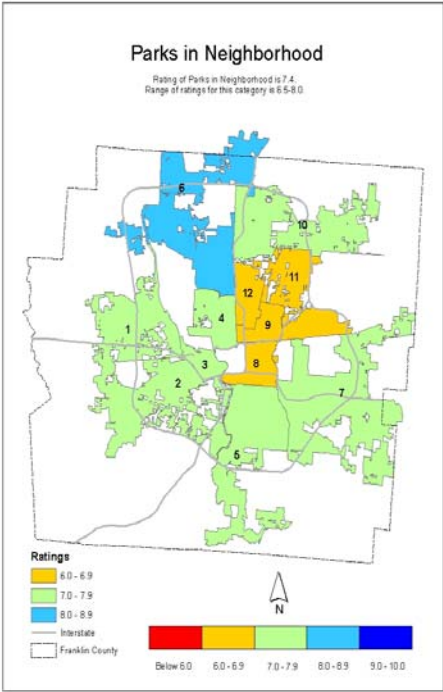 Parks in Neighborhood
Rating of Parks in Neighborhood is 7.4.
Range of ratings for this category is 6.5-8.0.
6
10
11
12
1
4
9
3
8
2
7
5
Ratings
6.0 - 6.9
7.0 - 7.9
8.0 - 8.9
Interstate
Franklin County
N
Below 6.0
6.0-6.9
7.0-7.9
8.0-8.9
9.0-10.0